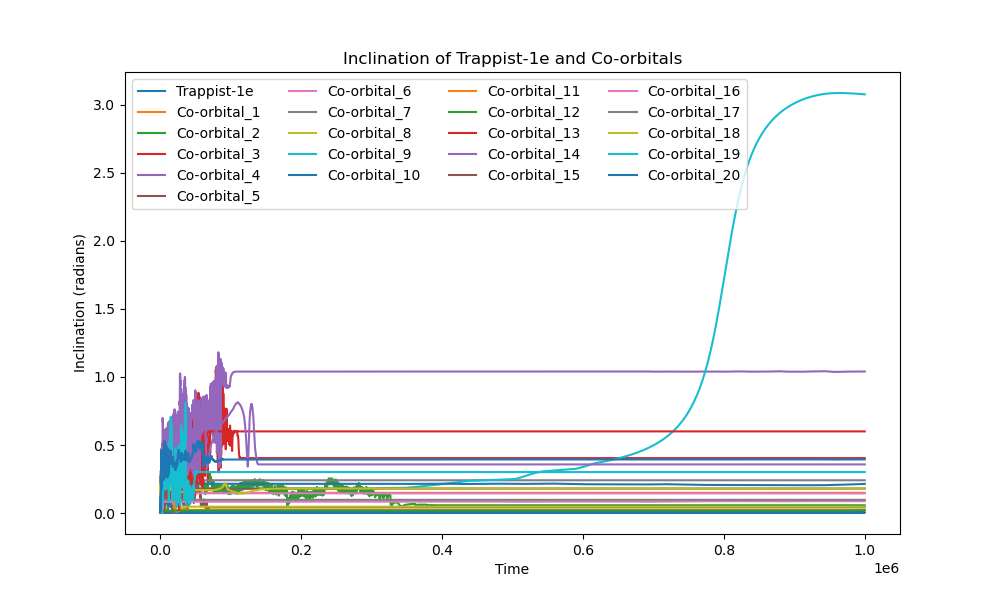 Inclination of Trappist-1e and Co-orbitals
Trappist-1e
Co-orbital_1
Co-orbital_2
Co-orbital_3
Co-orbital_4
Co-orbital_5
Co-orbital_6
Co-orbital_7
Co-orbital_8
Co-orbital_9
Co-orbital_10
Co-orbital_11
Co-orbital_12
Co-orbital_13
Co-orbital_14
Co-orbital_15
Co-orbital_16
Co-orbital_17
Co-orbital_18
Co-orbital_19
Co-orbital_20
Inclination (radians)
3.0
2.5
2.0
1.5
1.0
0.5
0.0
0.0
0.2
0.4
0.6
0.8
1.0
1e6
Time